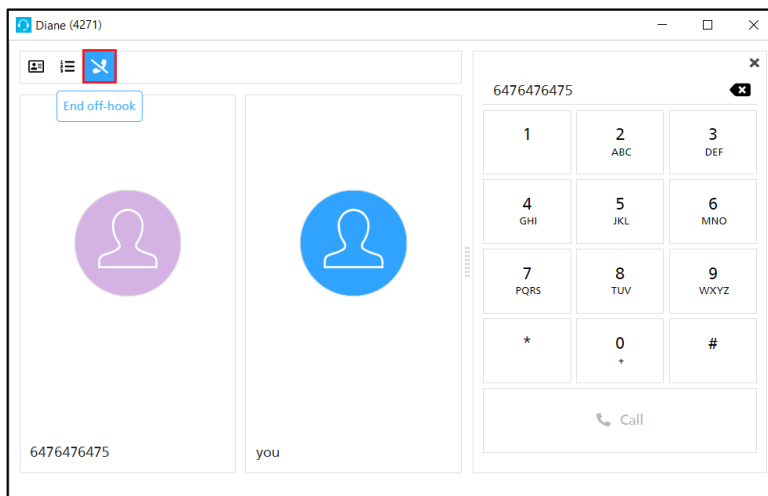 Diane (4271)
End off-hook
6476476475
you
6476476475
1
2
ABC
3
DEF
4
GHI
5
JKL
6
MNO
7
PQRS
8
TUV
9
WXYZ
*
0
+
#
Call